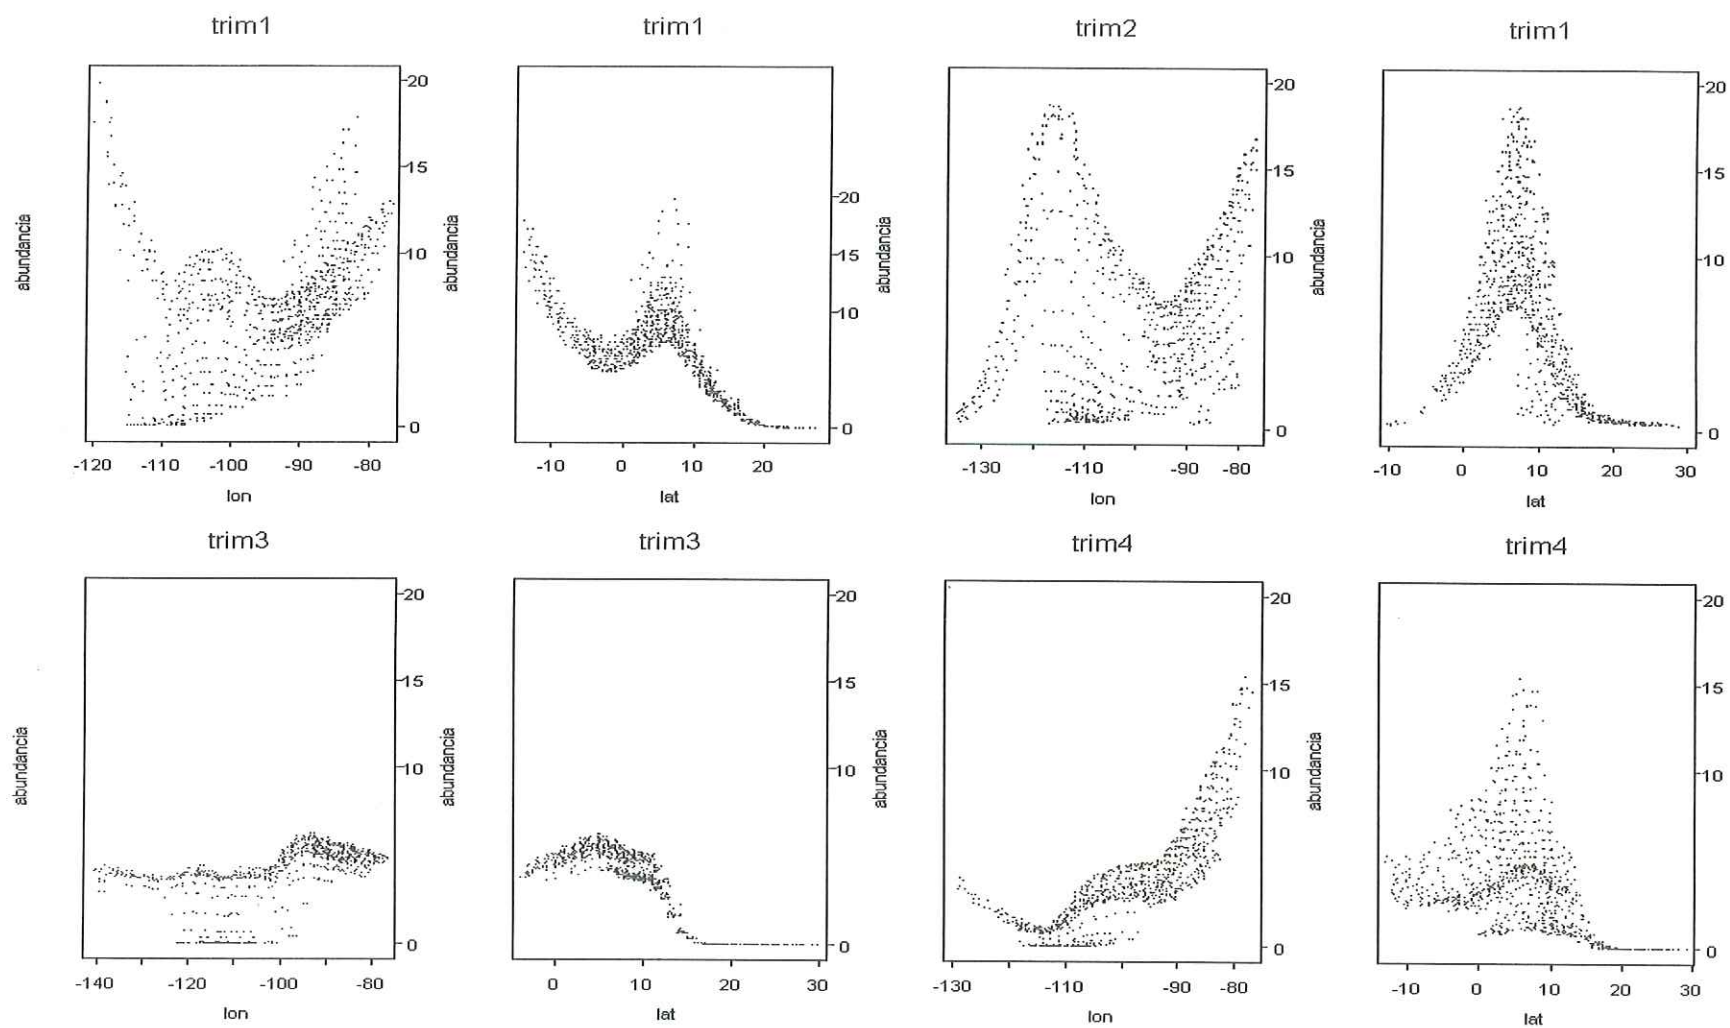 trim1 trim1 trim2 trim1
20 20
15 20 15 15
abundancia abundancia abundancia abundancia
10 15 10 10
10
0 0 0 0
-120 -110 -100 -90 -80 -10 0 10 20 -130 -110 -90 -80 -10 0 10 20 30
lon lat lon lat
trim3 trim3 trim4 trim4
20 20 20 20
15 15 15 15
abundancia abundancia abundancia abundancia
10 10 10 10
0 0 0 0
-140 -120 -100 -80 0 10 20 30 -130 -110 -90 -80 -10 0 10 20 30
lon lat lon lat